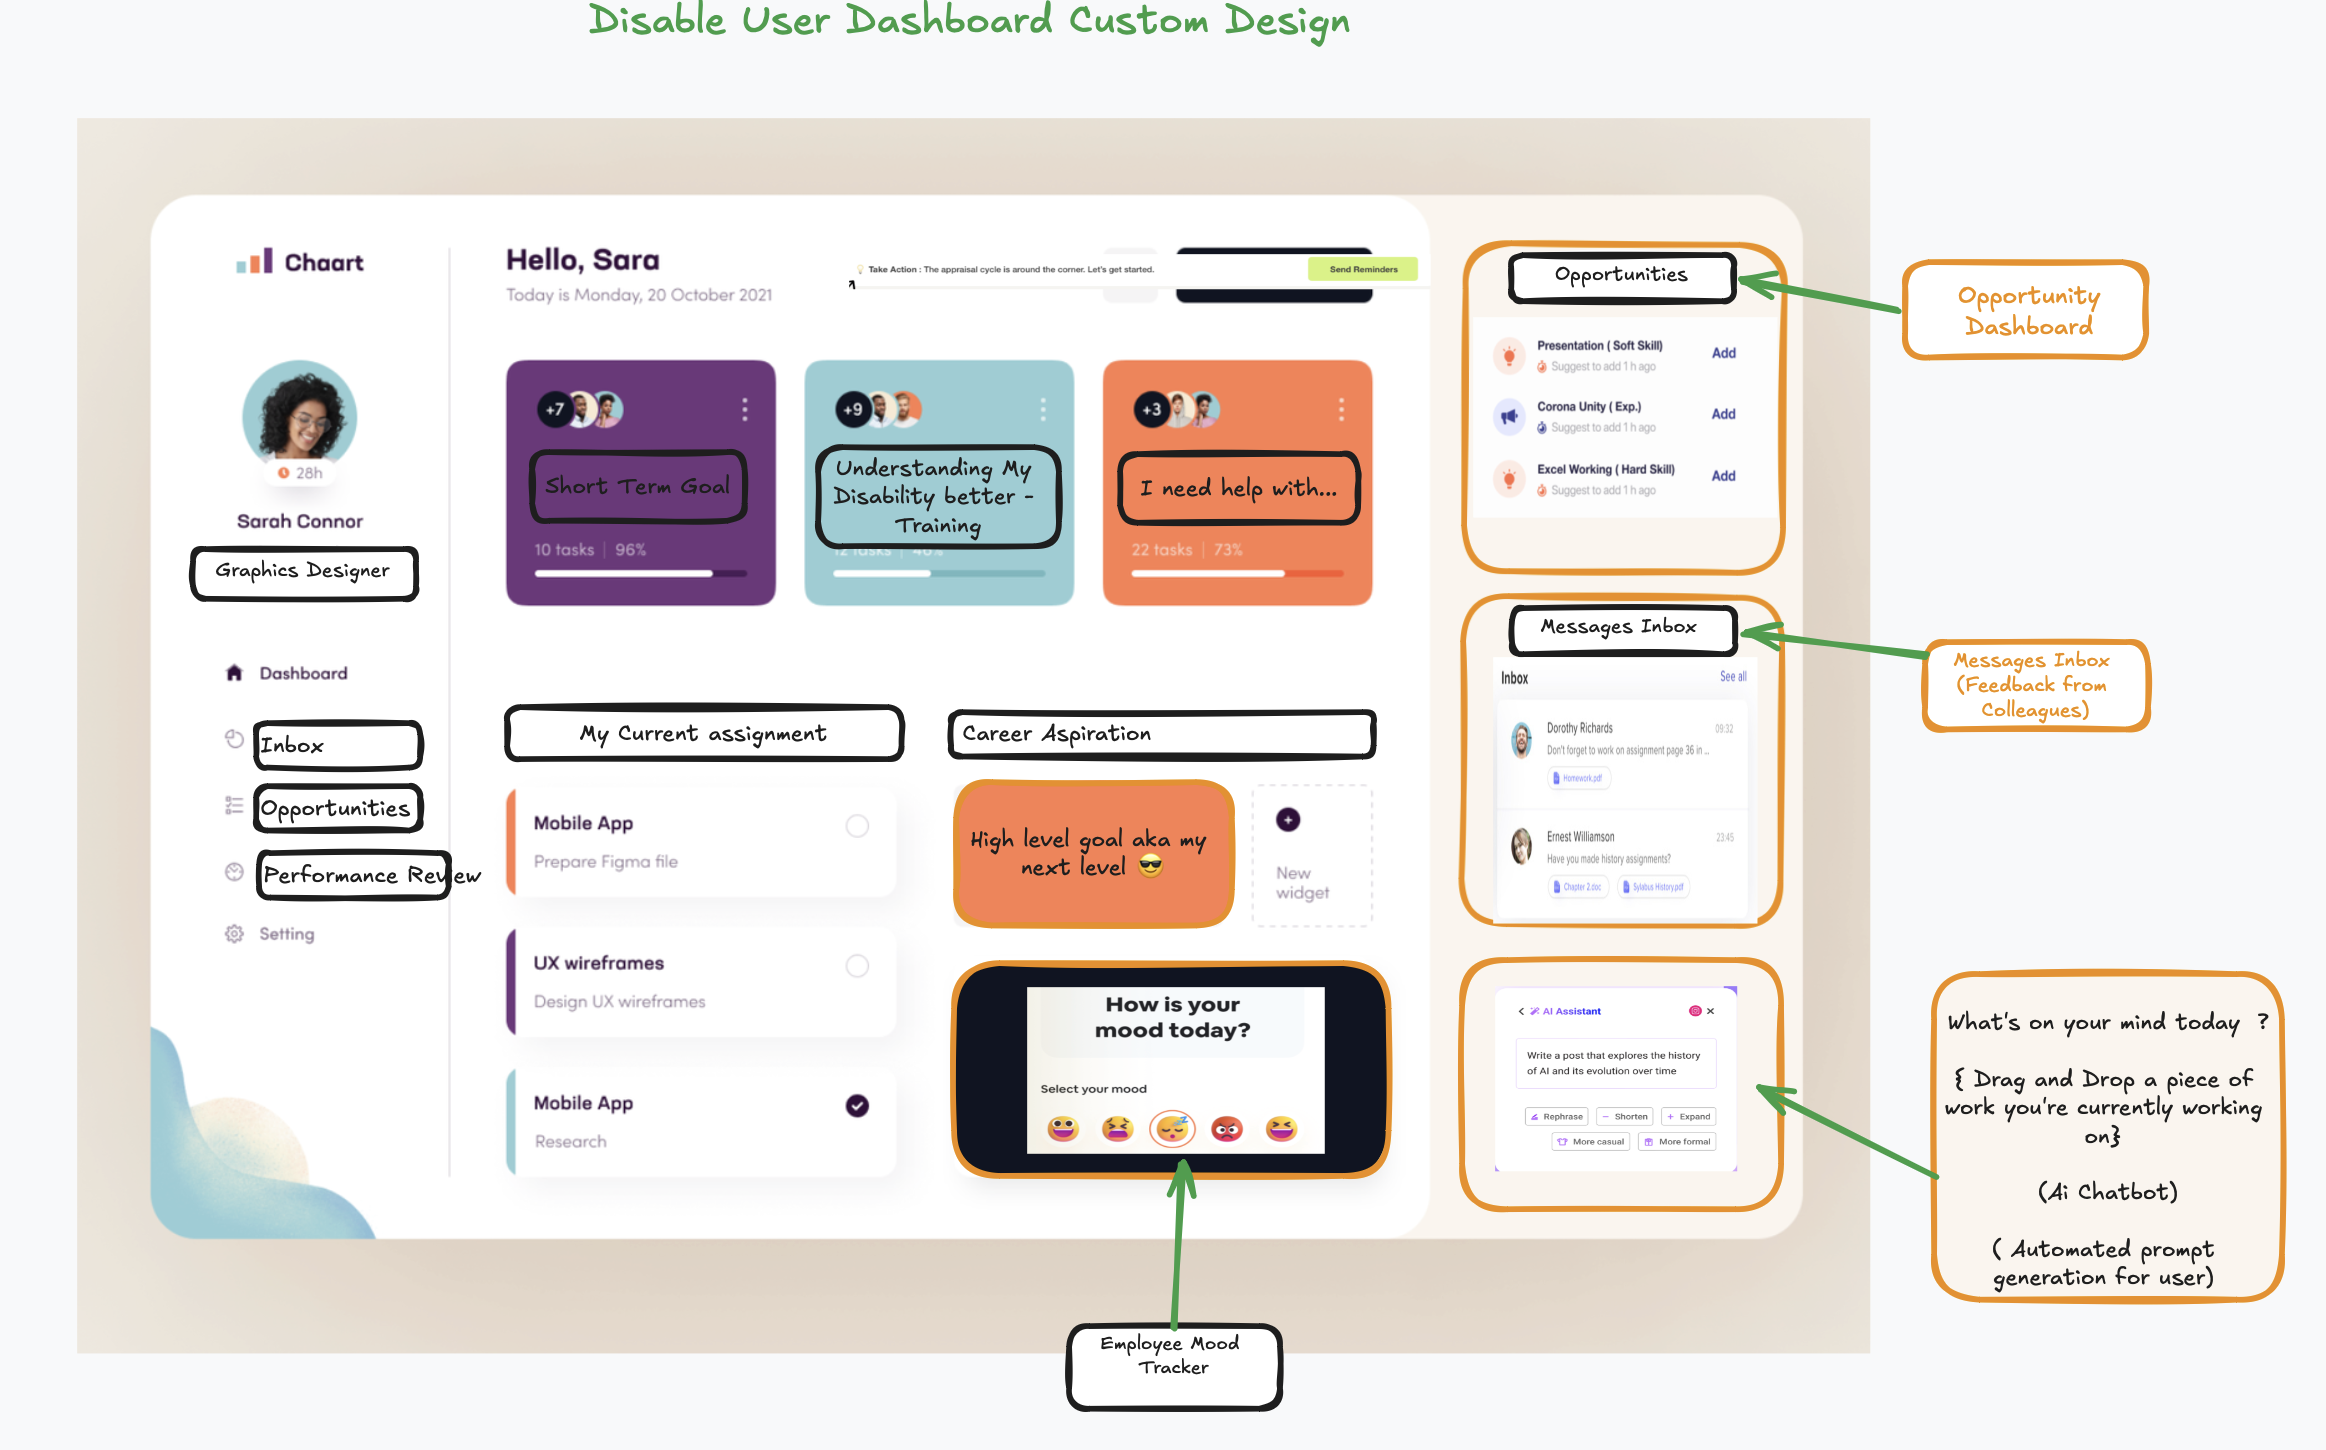 Disable User Dashboard Custom Design
Chaart
28h
Sarah Connor
Graphics Designer
Dashboard
Inbox
Opportunities
Performance Review
Setting
Hello, Sara
Today is Monday, 20 October 2021
Take Action : The appraisal cycle is around the corner. Let's get started.
Send Reminders
+7
Short Term Goal
10 tasks | 96%
+9
Understanding My
Disability better -
Training
12 tasks | 46%
+3
I need help with...
22 tasks | 73%
My Current assignment
Mobile App
Prepare Figma file
UX wireframes
Design UX wireframes
Mobile App
Research
Career Aspiration
High level goal aka my
next level 😎
New
widget
How is your
mood today?
Select your mood
Employee Mood
Tracker
Opportunities
Presentation ( Soft Skill)
Suggest to add 1 h ago
Add
Corona Unity ( Exp.)
Suggest to add 1 h ago
Add
Excel Working ( Hard Skill)
Suggest to add 1 h ago
Add
Opportunity
Dashboard
Messages Inbox
Inbox
See all
Dorothy Richards
09:32
Don't forget to work on assignment page 36 in ...
Homework.pdf
Ernest Williamson
23:45
Have you made history assignments?
Chapter 2.doc
Sylabus History.pdf
Messages Inbox
(Feedback from
Colleagues)
AI Assistant
Write a post that explores the history
of AI and its evolution over time
Rephrase
Shorten
Expand
More casual
More formal
What's on your mind today ?
{ Drag and Drop a piece of
work you're currently working
on}
(Ai Chatbot)
( Automated prompt
generation for user)